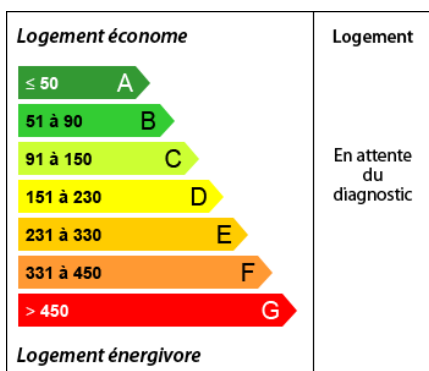 Logement économe
≤ 50 A
51 à 90 B
91 à 150 C
151 à 230 D
231 à 330 E
331 à 450 F
> 450 G
Logement énergivore
Logement
En attente
du
diagnostic